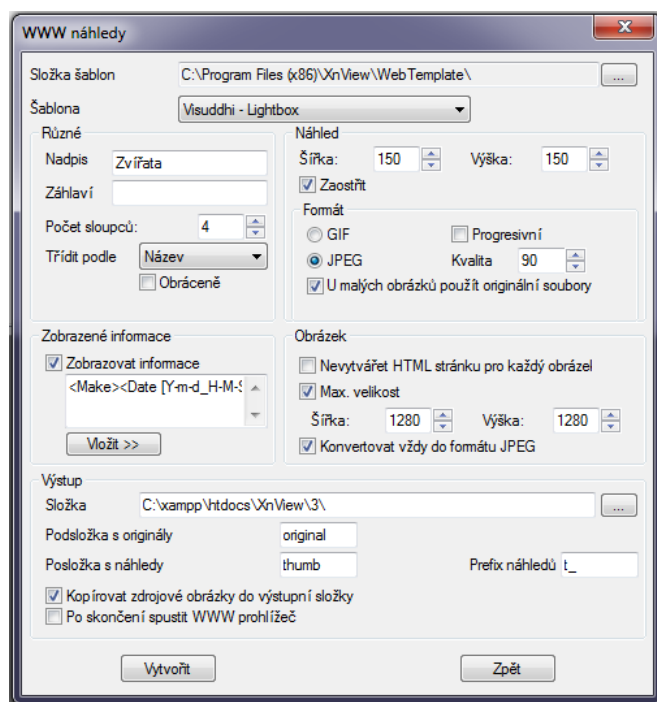 WWW náhledy
Složka šablon C:\Program Files (x86)\XnView\WebTemplate\ ...
Šablona Visuddhi - Lightbox
Různé
Nadpis Zvířata
Záhlaví
Počet sloupců: 4
Třídit podle Název
Obráceně
Náhled
Šířka: 150 Výška: 150
Zaostřit
Formát
GIF Progresivní
JPEG Kvalita 90
U malých obrázků použít originální soubory
Zobrazené informace
Zobrazovat informace
<Make><Date [Y-m-d_H-M-S
Vložit >>
Obrázek
Nevytvářet HTML stránku pro každý obrázel
Max. velikost
Šířka: 1280 Výška: 1280
Konvertovat vždy do formátu JPEG
Výstup
Složka C:\xampp\htdocs\XnView\3\ ...
Podsložka s originály original
Posložka s náhledy thumb Prefix náhledů t_
Kopírovat zdrojové obrázky do výstupní složky
Po skončení spustit WWW prohlížeč
Vytvořit Zpět